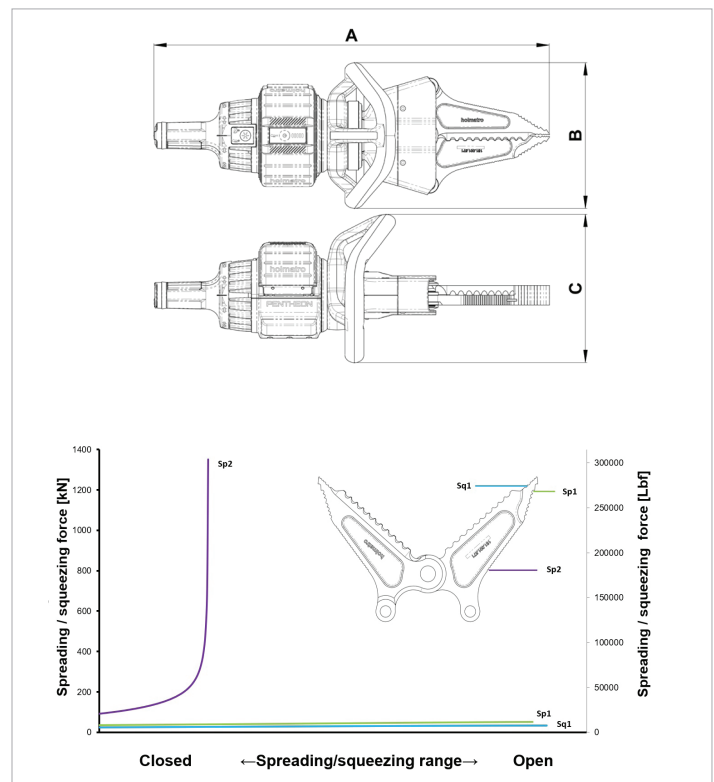 A
B
holmatro
C
holmatro
PENTHEON
Spreading / squeezing force [kN]
1400
1200
1000
800
600
400
200
0
Sp2
Sq1
Sp1
Sp2
holmatro
Sp1
Sq1
300000
250000
200000
150000
100000
50000
0
Spreading / squeezing force [Lbf]
Closed ←Spreading/squeezing range→ Open